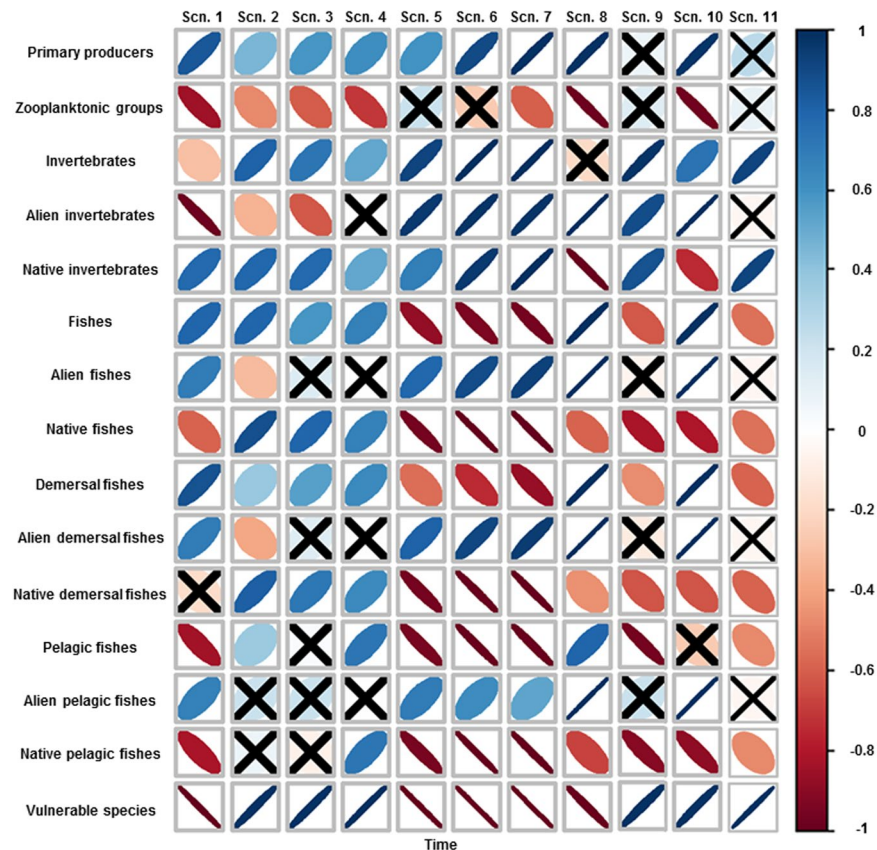 Scn. 1 Scn. 2 Scn. 3 Scn. 4 Scn. 5 Scn. 6 Scn. 7 Scn. 8 Scn. 9 Scn. 10 Scn. 11
Primary producers
Zooplanktonic groups
Invertebrates
Alien invertebrates
Native invertebrates
Fishes
Alien fishes
Native fishes
Demersal fishes
Alien demersal fishes
Native demersal fishes
Pelagic fishes
Alien pelagic fishes
Native pelagic fishes
Vulnerable species
Time
1
0.8
0.6
0.4
0.2
0
-0.2
-0.4
-0.6
-0.8
-1